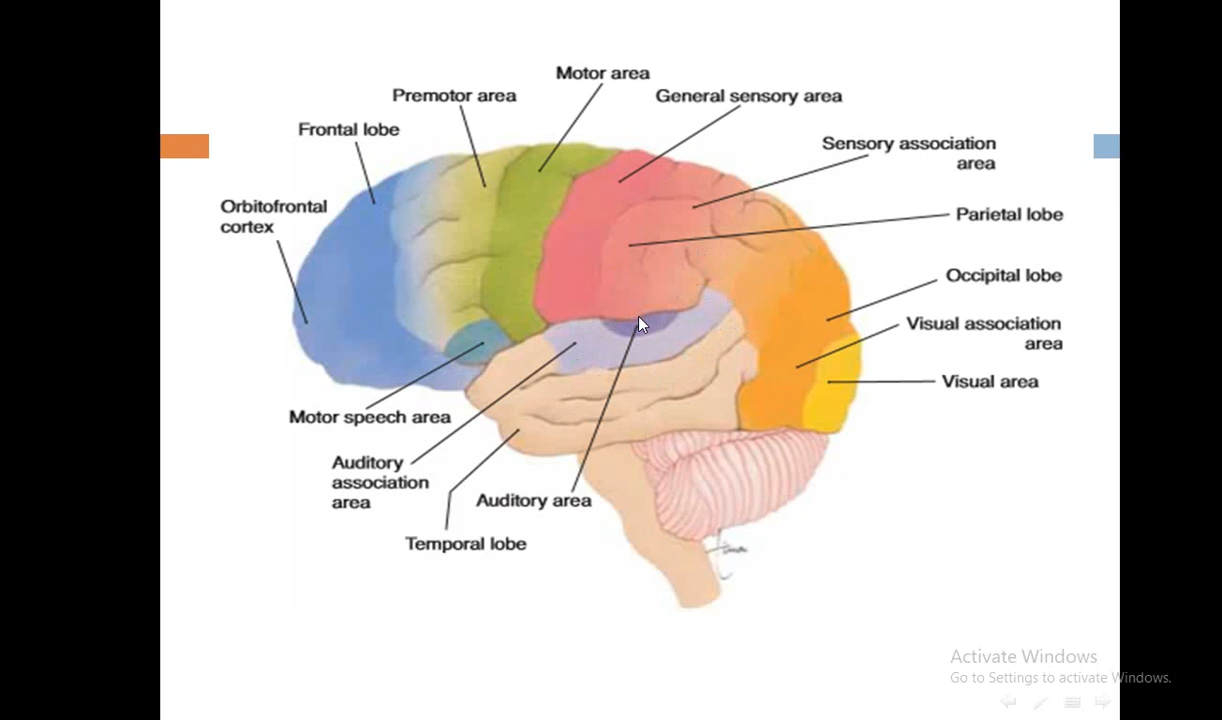 Motor area
Premotor area
General sensory area
Frontal lobe
Sensory association
area
Orbitofrontal
cortex
Parietal lobe
Occipital lobe
Visual association
area
Visual area
Motor speech area
Auditory
association
area
Auditory area
Temporal lobe
Activate Windows
Go to Settings to activate Windows.